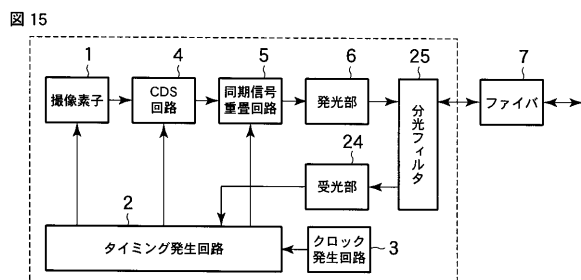 図 15
1
4
5
6
25
7
撮像素子
CDS
回路
同期信号
重畳回路
発光部
分光フィルタ
ファイバ
24
受光部
2
タイミング発生回路
クロック
発生回路
3